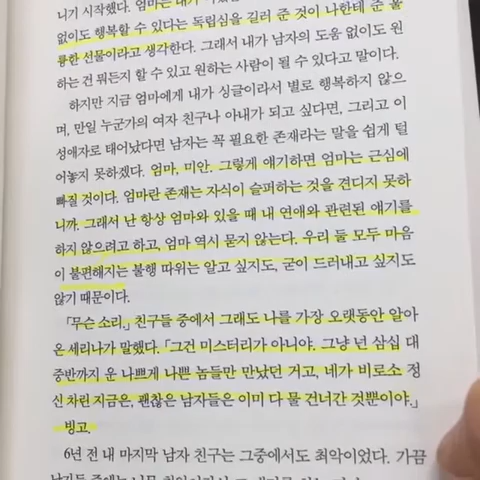 니기 시작했다. 엄마는 내가
없이도 행복할 수 있다는 독립심을 길러 준 것이 나한테 준 훌
륭한 선물이라고 생각한다. 그래서 내가 남자의 도움 없이도 원
하는 건 뭐든지 할 수 있고 원하는 사람이 될 수 있다고 말이다.
하지만 지금 엄마에게 내가 싱글이라서 별로 행복하지 않으
며, 만일 누군가의 여자 친구나 아내가 되고 싶다면, 그리고 이
성애자로 태어났다면 남자는 꼭 필요한 존재라는 말을 쉽게 털
어놓지 못하겠다. 엄마, 미안. 그렇게 얘기하면 엄마는 근심에
빠질 것이다. 엄마란 존재는 자식이 슬퍼하는 것을 견디지 못하
니까. 그래서 난 항상 엄마와 있을 때 내 연애와 관련된 얘기를
하지 않으려고 하고, 엄마 역시 묻지 않는다. 우리 둘 모두 마음
이 불편해지는 불행 따위는 알고 싶지도, 굳이 드러내고 싶지도
않기 때문이다.
「무슨 소리.」 친구들 중에서 그래도 나를 가장 오랫동안 알아
온 세리나가 말했다. 「그건 미스터리가 아니야. 그냥 넌 삼십 대
중반까지 운 나쁘게 나쁜 놈들만 만났던 거고, 네가 비로소 정
신 차린 지금은, 괜찮은 남자들은 이미 다 물 건너간 것뿐이야.」
빙고.
6년 전 내 마지막 남자 친구는 그중에서도 최악이었다. 가끔